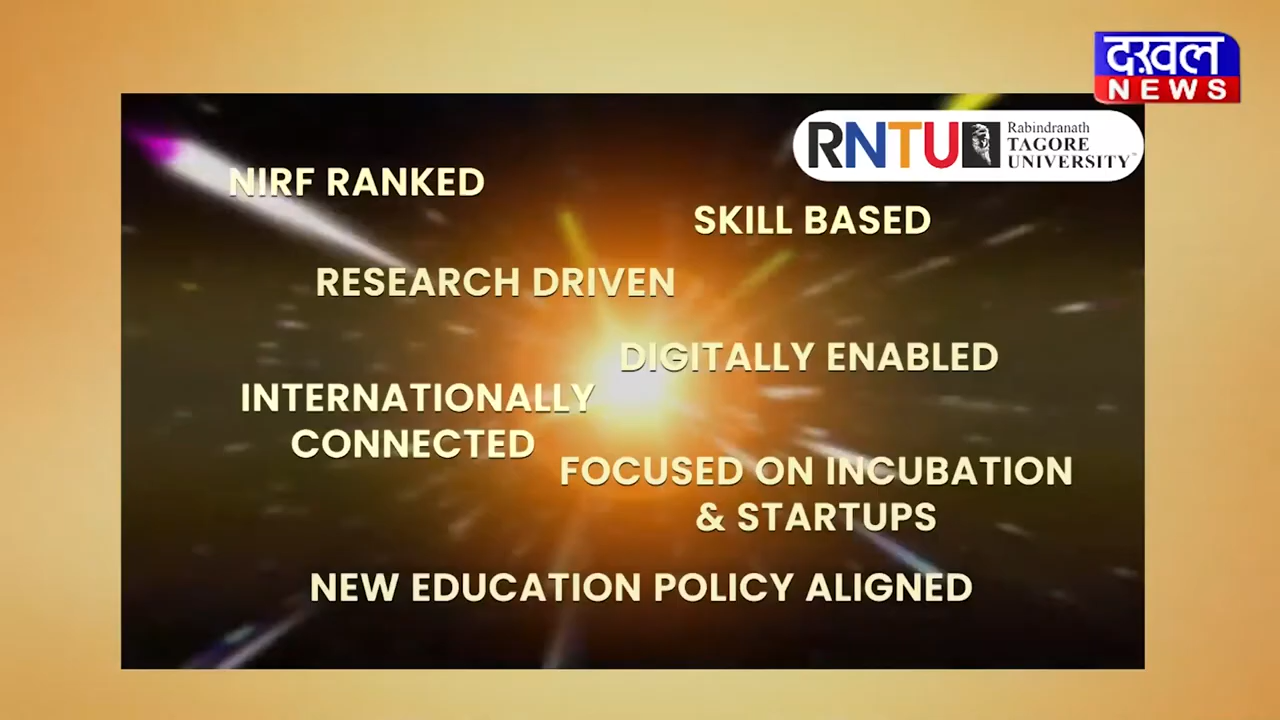 दख़ल
NEWS
RNTU
Rabindranath
TAGORE
UNIVERSITY™
NIRF RANKED
SKILL BASED
RESEARCH DRIVEN
DIGITALLY ENABLED
INTERNATIONALLY
CONNECTED
FOCUSED ON INCUBATION
& STARTUPS
NEW EDUCATION POLICY ALIGNED